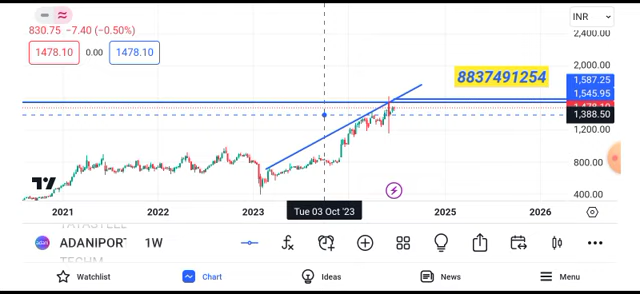 INR
830.75 −7.40 (−0.50%)
2,400.00
1478.10 0.00 1478.10
2,000.00
8837491254
1,587.25
1,545.95
1,388.50
1,200.00
800.00
400.00
2021 2022 2023 Tue 03 Oct '23 2025 2026
ADANIPORT 1W
Watchlist Chart Ideas News Menu